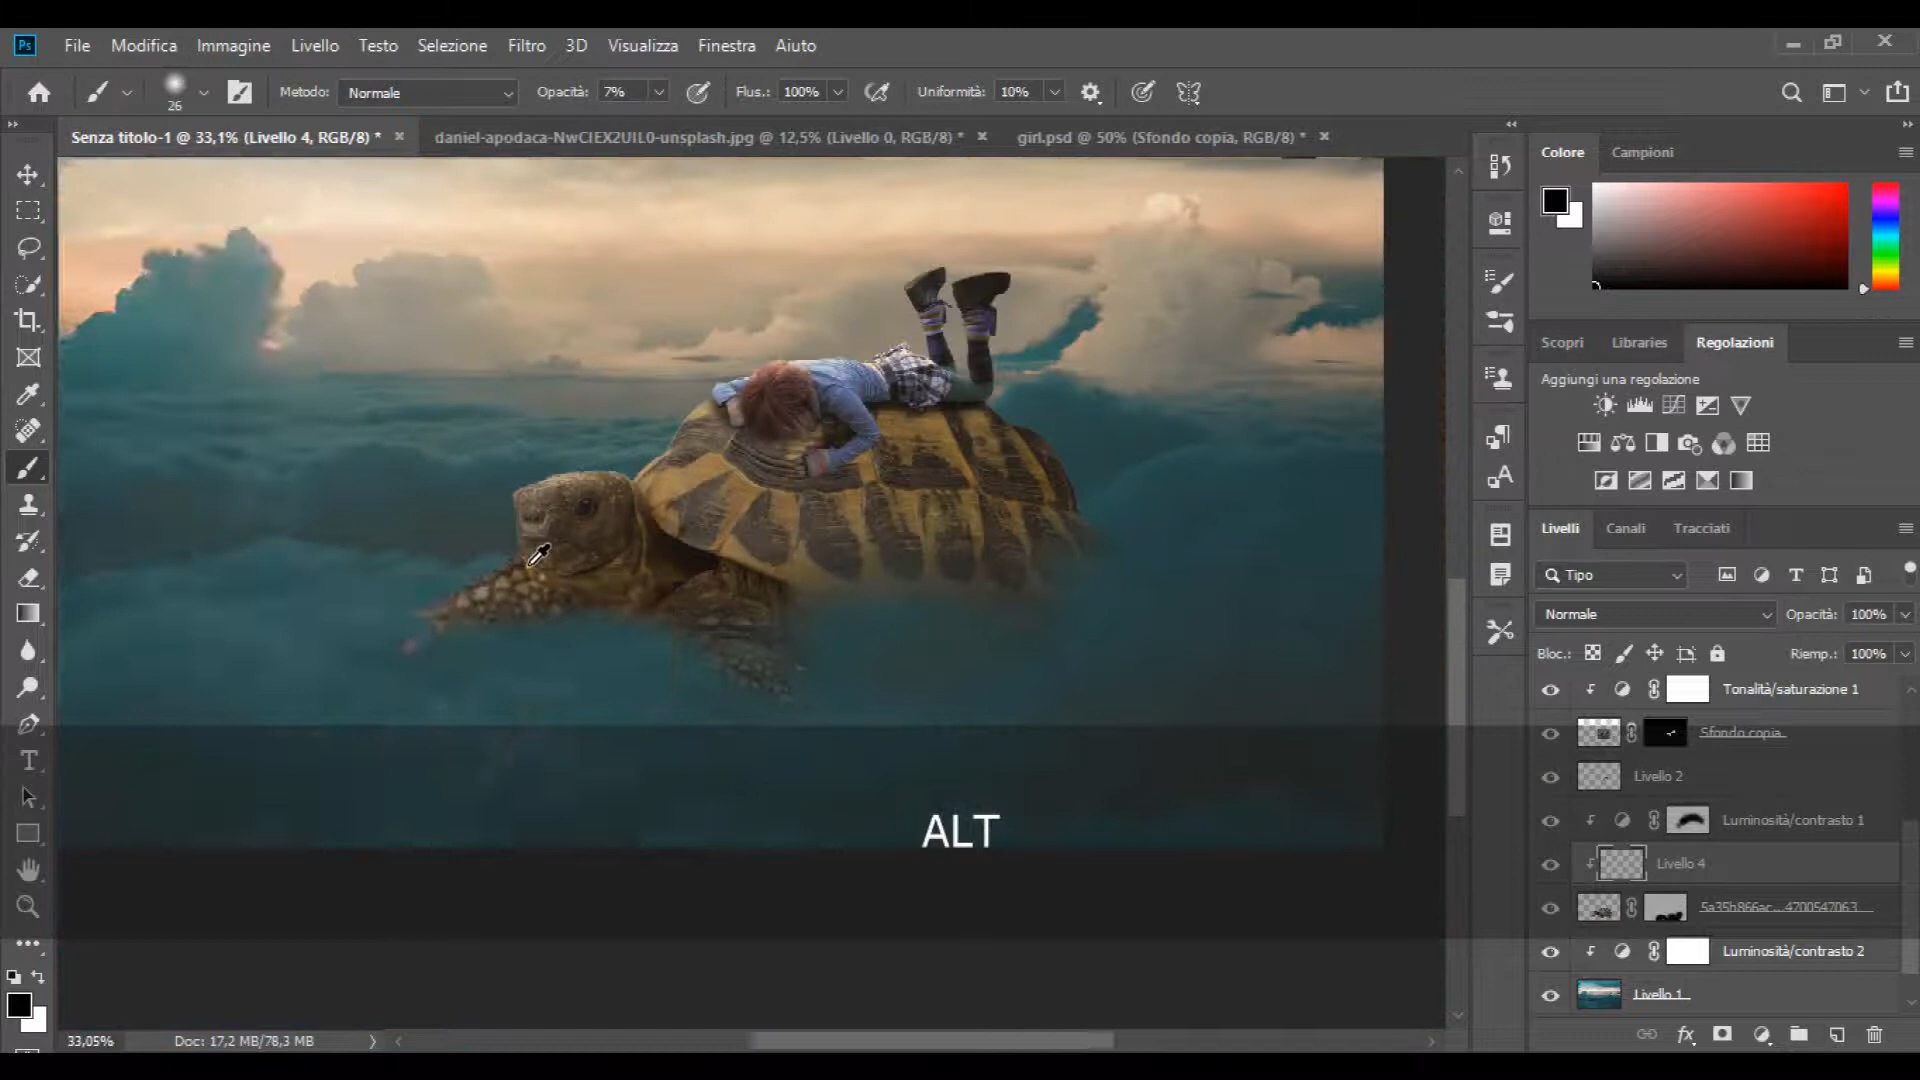 Ps File Modifica Immagine Livello Testo Selezione Filtro 3D Visualizza Finestra Aiuto
26 Metodo: Normale Opacità: 7% Flus.: 100% Uniformità: 10%
Senza titolo-1 @ 33,1% (Livello 4, RGB/8) * daniel-apodaca-NwCIEX2UIL0-unsplash.jpg @ 12,5% (Livello 0, RGB/8) * girl.psd @ 50% (Sfondo copia, RGB/8) *
Colore Campioni
Scopri Libraries Regolazioni
Aggiungi una regolazione
Livelli Canali Tracciati
Tipo
Normale Opacità: 100%
Bloc.: Riemp.: 100%
Tonalità/saturazione 1
Sfondo copia
Livello 2
Luminosità/contrasto 1
Livello 4
5a35h866ac...4700547063
Luminosità/contrasto 2
Livello 1
ALT
33,05% Doc: 17,2 MB/78,3 MB